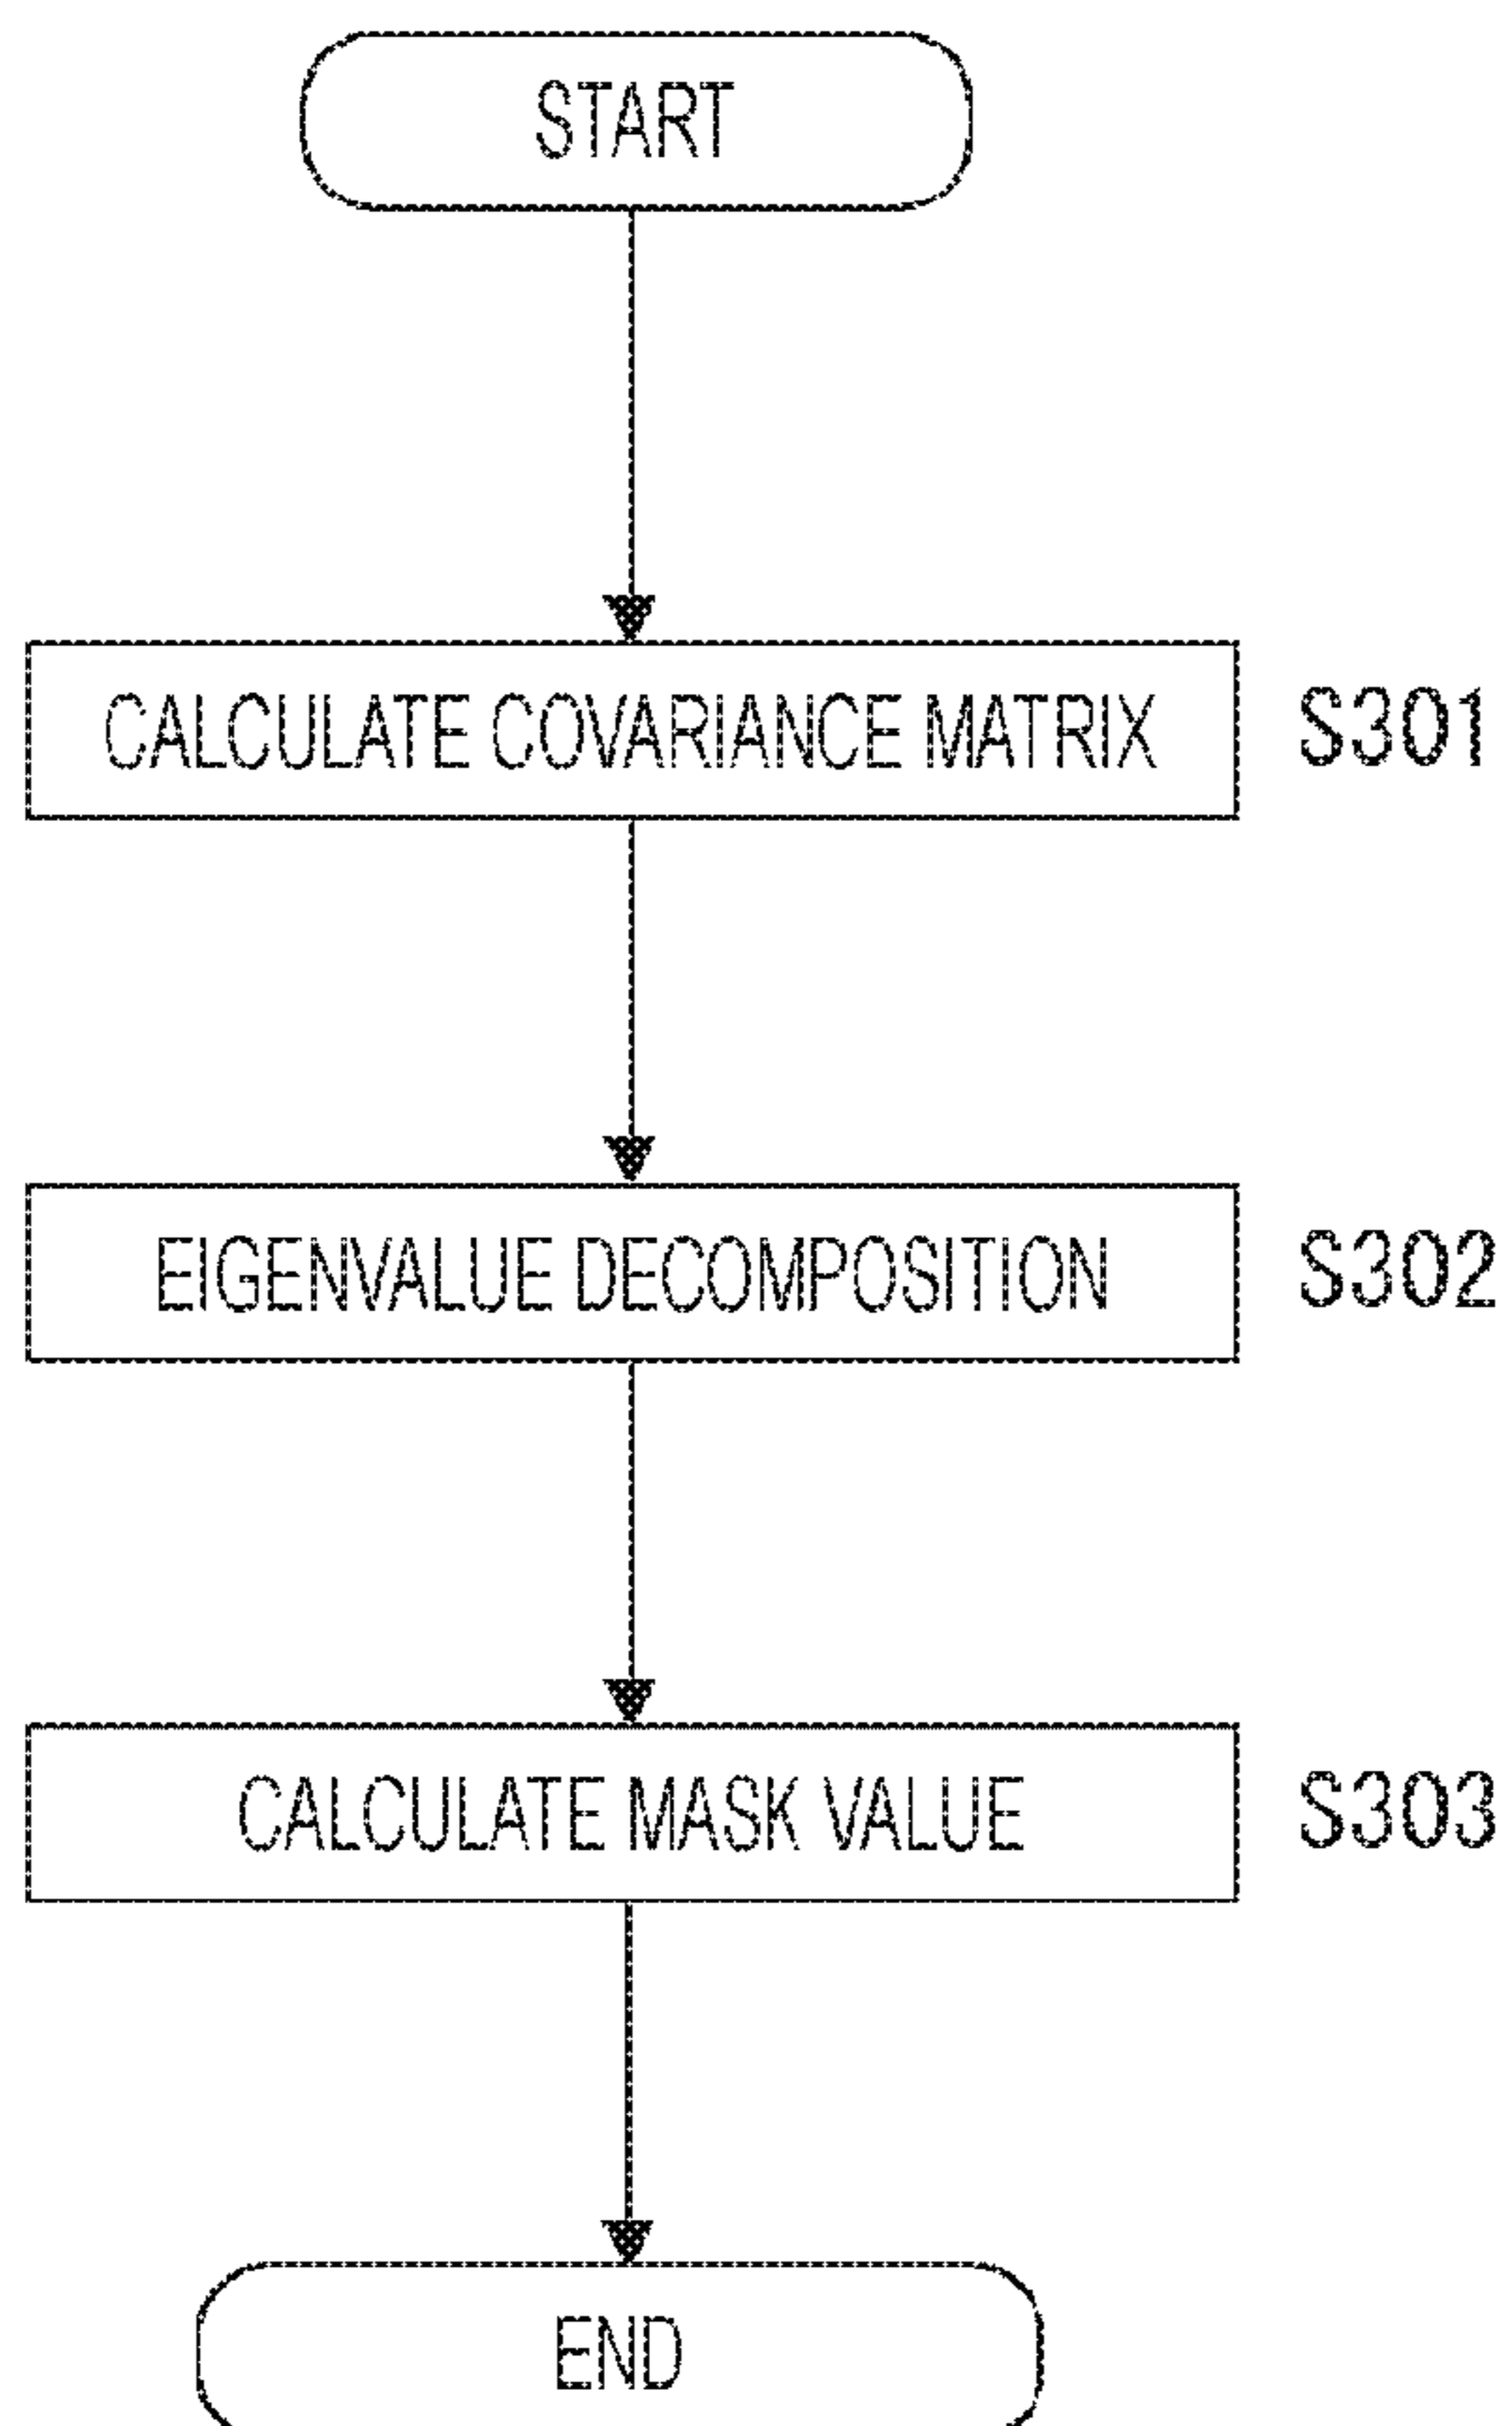 START
CALCULATE COVARIANCE MATRIX S301
EIGENVALUE DECOMPOSITION S302
CALCULATE MASK VALUE S303
END